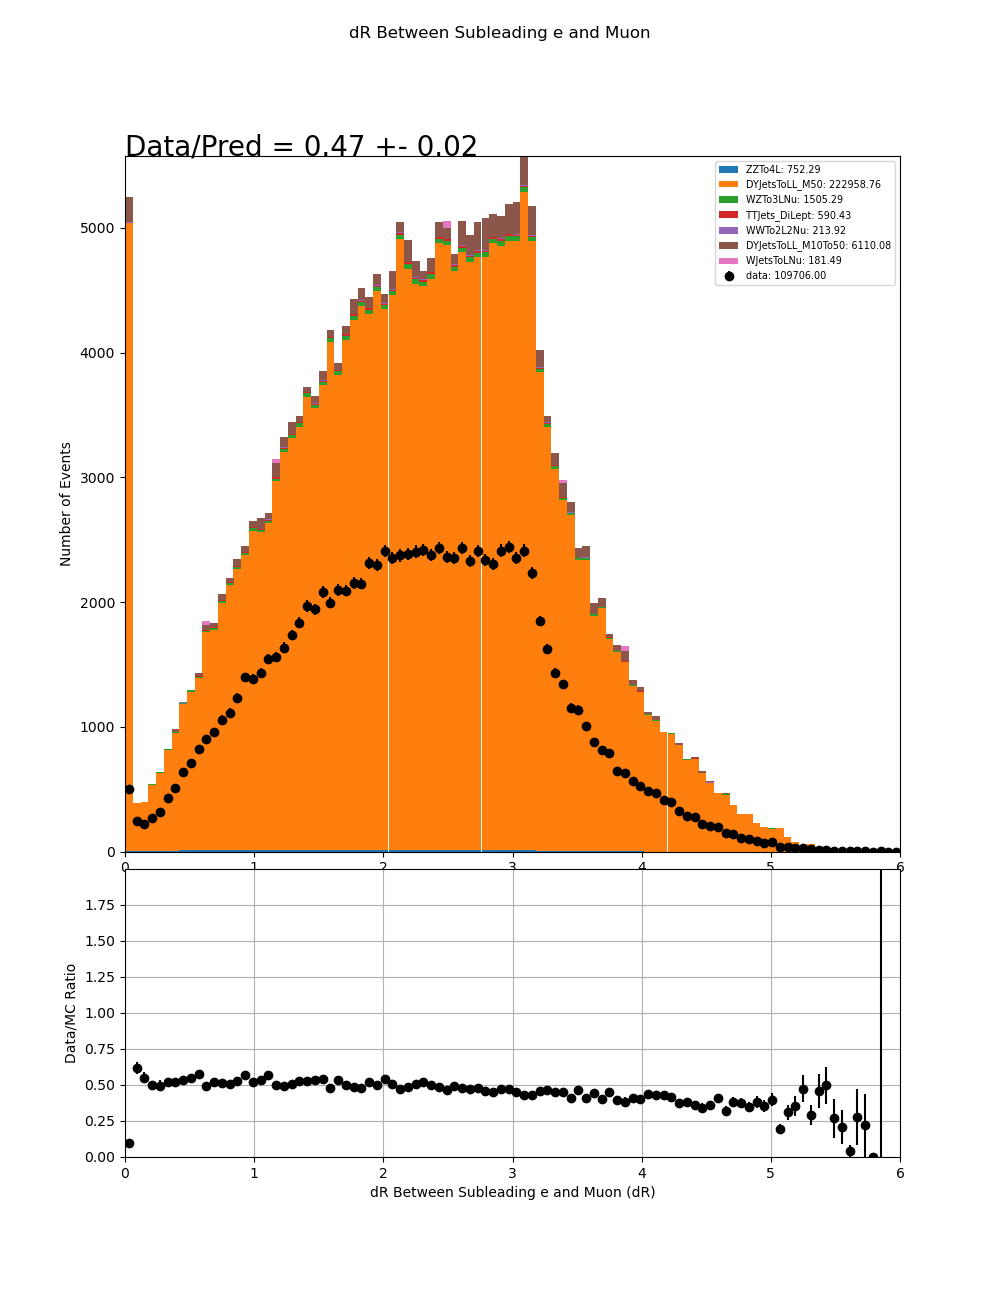 dR Between Subleading e and Muon
Data/Pred = 0.47 +- 0.02
ZZTo4L: 752.29
DYJetsToLL_M50: 222958.76
WZTo3LNu: 1505.29
TTJets_DiLept: 590.43
WWTo2L2Nu: 213.92
DYJetsToLL_M10To50: 6110.08
WJetsToLNu: 181.49
data: 109706.00
Number of Events
5000
4000
3000
2000
1000
0
0 1 2 3 4 5 6
Data/MC Ratio
1.75
1.50
1.25
1.00
0.75
0.50
0.25
0.00
0 1 2 3 4 5 6
dR Between Subleading e and Muon (dR)